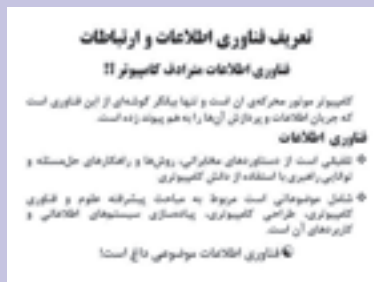 تعریف فناوری اطلاعات و ارتباطات
فناوری اطلاعات مترادف کامپیوتر ؟!
کامپیوتر موتور محرکه‌ی آن است و تنها بیانگر گوشه‌ای از این فناوری است
که جریان اطلاعات و پردازش آن‌ها را به هم پیوند زده است.
فناوری اطلاعات
تلفیقی است از دستاوردهای مخابراتی، روش‌ها و راهکارهای حل‌مسئله و
توانایی راهبری با استفاده از دانش کامپیوتری.
شامل موضوعاتی است مربوط به مباحث پیشرفته علوم و فناوری
کامپیوتری، طراحی کامپیوتری، پیاده‌سازی سیستم‌های اطلاعاتی و
کاربردهای آن است.
فناوری اطلاعات موضوعی داغ است!